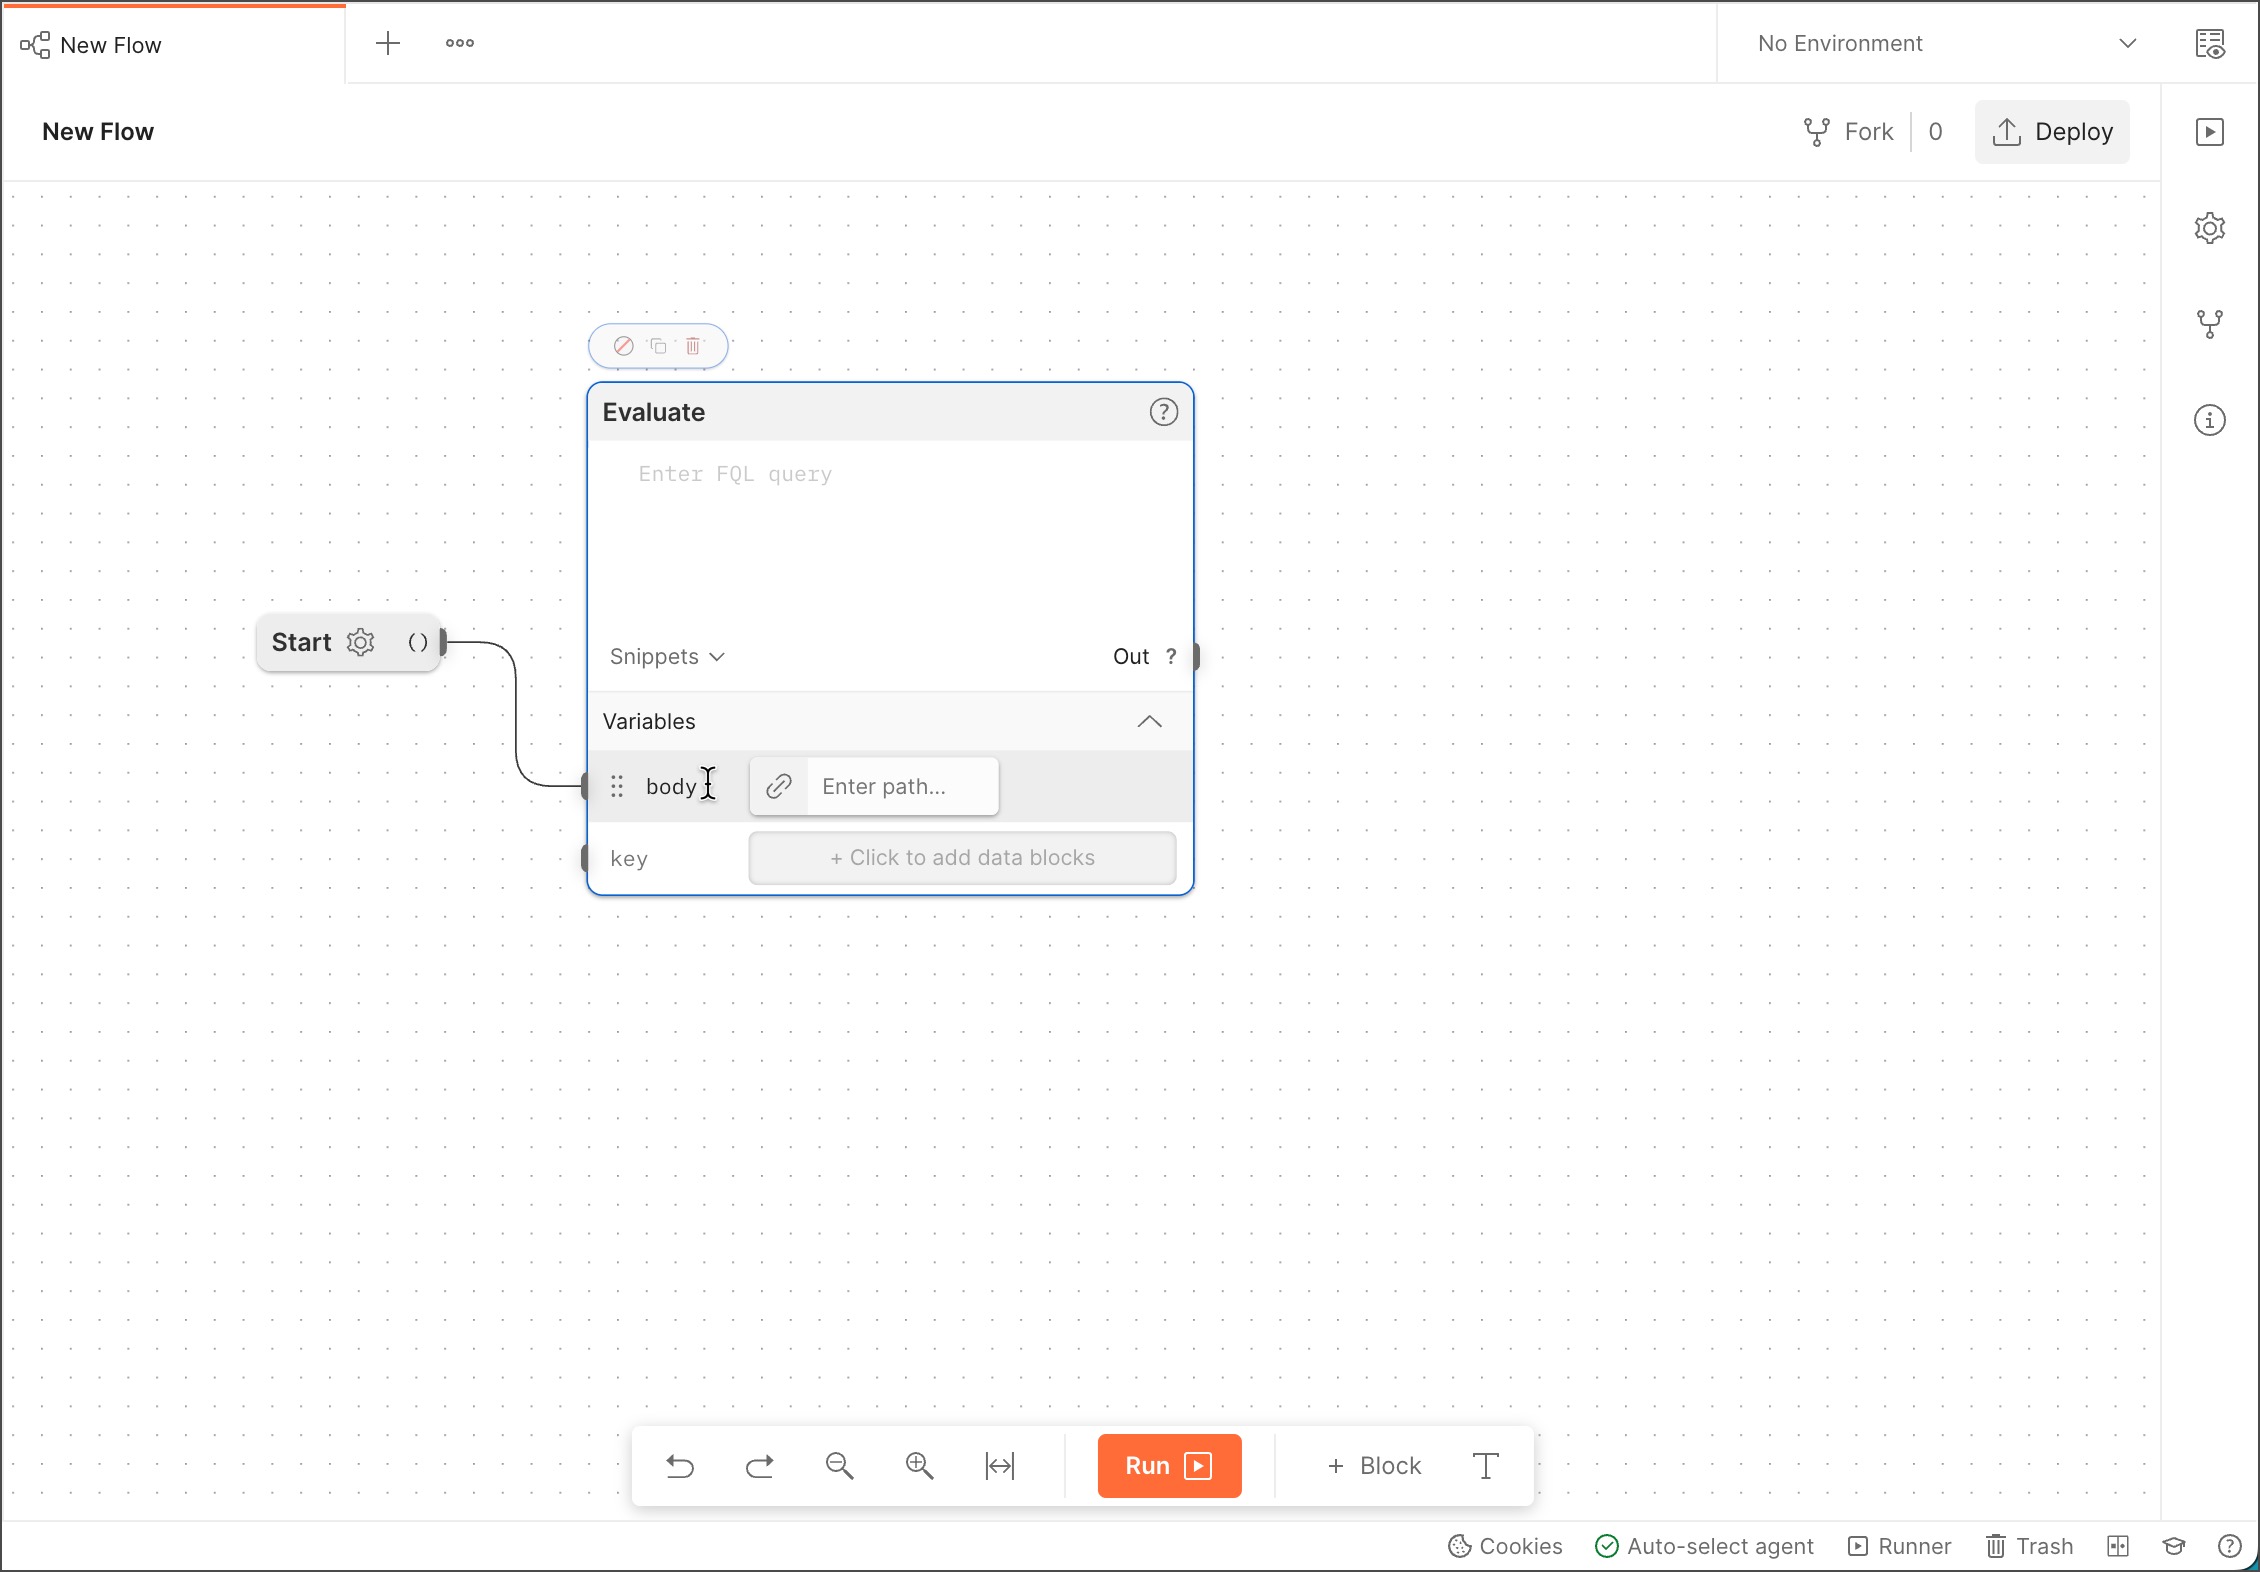 New Flow
No Environment
New Flow
Fork 0
Deploy
Evaluate
Enter FQL query
Start ()
Snippets
Out ?
Variables
body
Enter path...
key
+ Click to add data blocks
Run
+ Block
Cookies
Auto-select agent
Runner
Trash